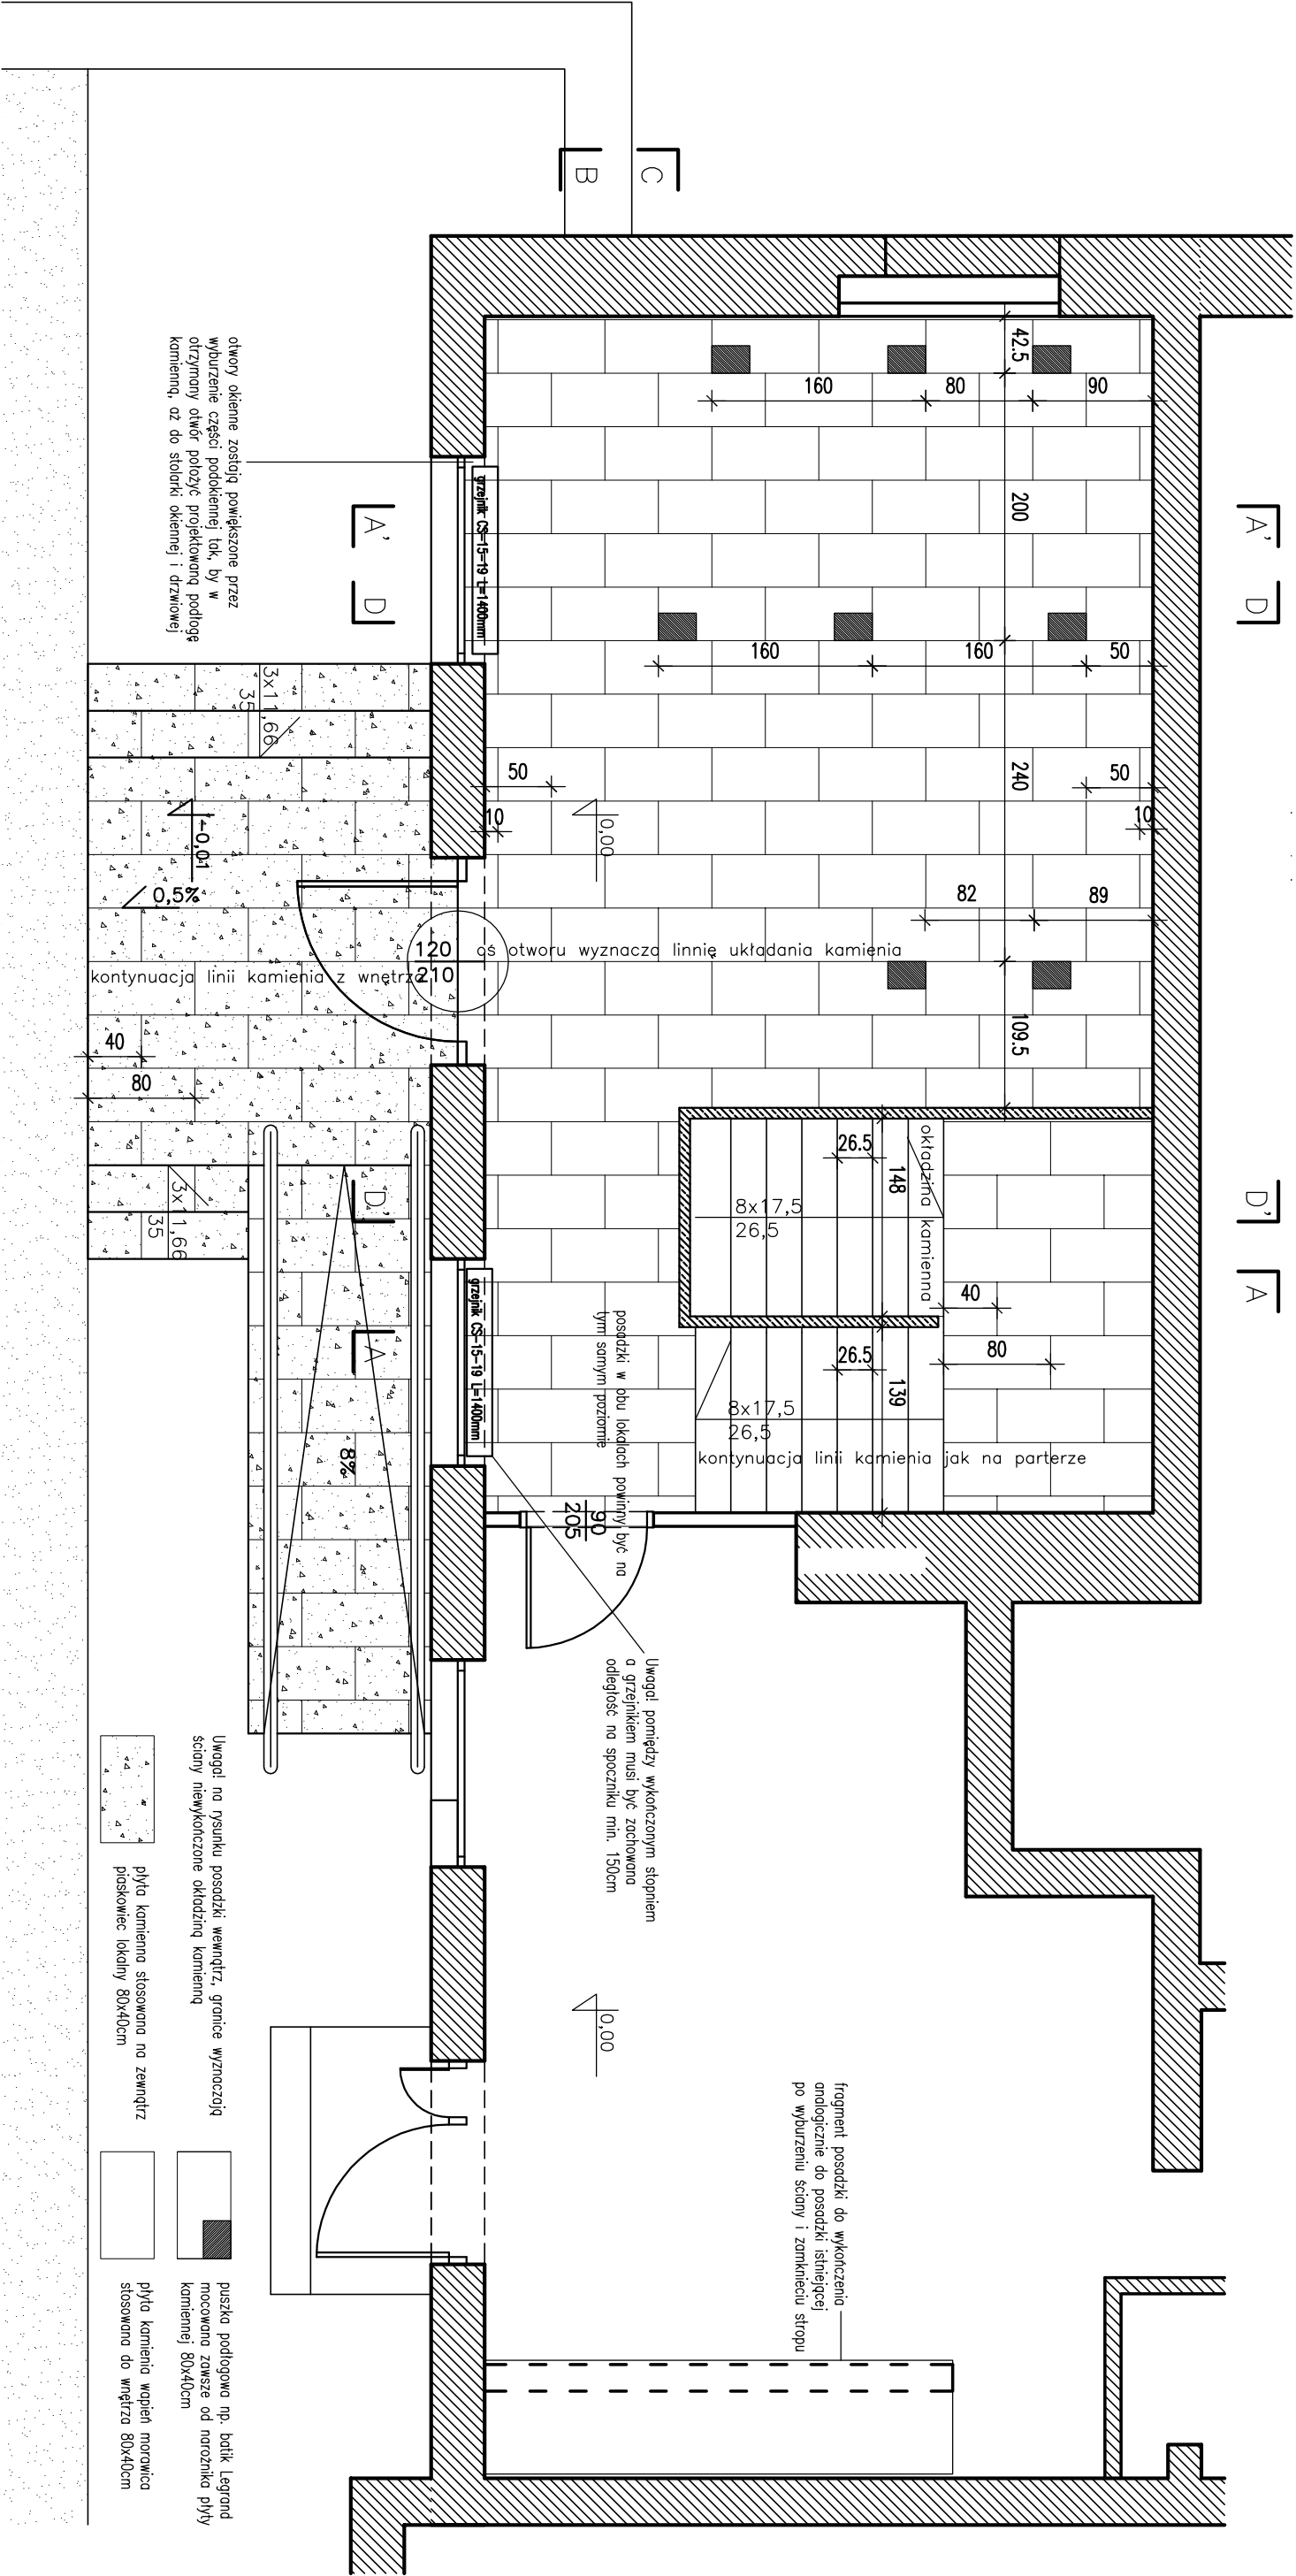 C
B
42.5
160
80
90
200
A'
D
A'
D
grzejnik CS-15-19 L=1400mm
otwory okienne zostają powiększone przez
wyburzenie części podokiennej tak, by w
otrzymany otwór położyć projektowaną podłogę
kamienną, aż do stolarki okiennej i drzwiowej
160
160
50
3x11,66
35
50
240
50
10
10
0,00
-0,01
0,5%
82
89
120
210
oś otworu wyznacza linnię układania kamienia
kontynuacja linii kamienia z wnętrza
109.5
40
80
okładzina kamienna
26.5
148
8x17,5
26,5
D'
D'
3x11,66
35
A
A
40
80
grzejnik CS-15-19 L=1400mm
posadzki w obu lokalach powinny być na
tym samym poziomie
26.5
139
8x17,5
26,5
kontynuacja linii kamienia jak na parterze
8%
90
205
Uwaga! pomiędzy wykończonym stopniem
a grzejnikiem musi być zachowana
odległość na spoczniku min. 150cm
Uwaga! na rysunku posadzki wewnątrz, granice wyznaczają
ściany niewykończone okładziną kamienną
płyta kamienna stosowana na zewnątrz
piaskowiec lokalny 80x40cm
0,00
fragment posadzki do wykończenia
analogicznie do posadzki istniejącej
po wyburzeniu ściany i zamknieciu stropu
puszka podłogowa np. batik Legrand
mocowana zawsze od narożnika płyty
kamiennej 80x40cm
płyta kamienia wapień morawica
stosowana do wnętrza 80x40cm